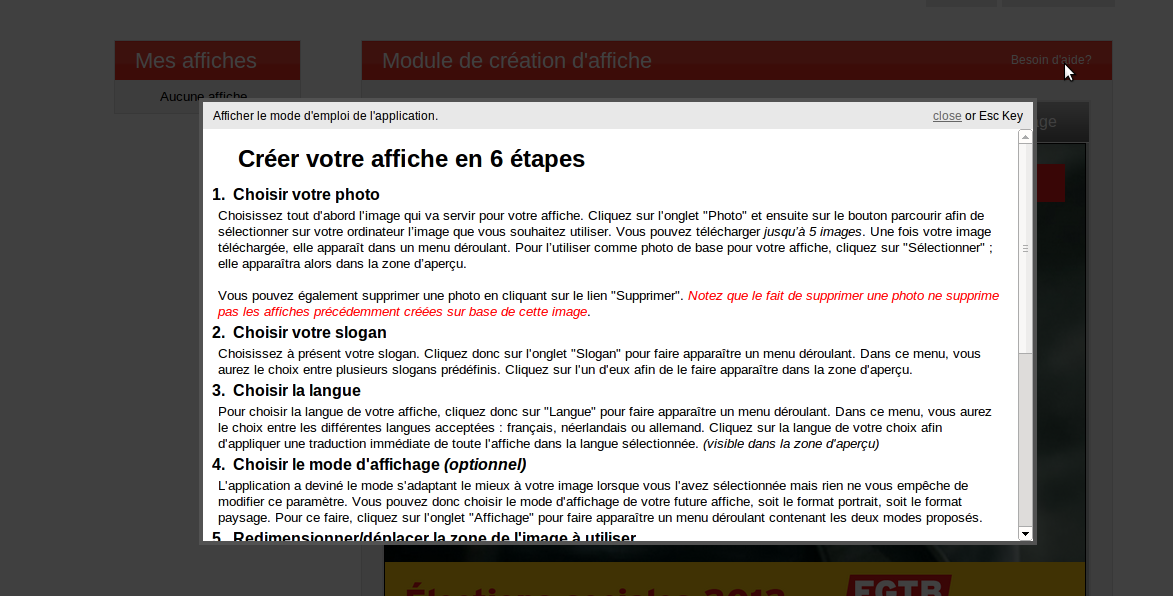 Mes affiches
Module de création d'affiche
Besoin d'aide?
Aucune affiche
Afficher le mode d'emploi de l'application.
close or Esc Key
Créer votre affiche en 6 étapes
1. Choisir votre photo
Choisissez tout d'abord l'image qui va servir pour votre affiche. Cliquez sur l'onglet "Photo" et ensuite sur le bouton parcourir afin de
sélectionner sur votre ordinateur l'image que vous souhaitez utiliser. Vous pouvez télécharger jusqu'à 5 images. Une fois votre image
téléchargée, elle apparaît dans un menu déroulant. Pour l'utiliser comme photo de base pour votre affiche, cliquez sur "Sélectionner" ;
elle apparaîtra alors dans la zone d'aperçu.
Vous pouvez également supprimer une photo en cliquant sur le lien "Supprimer". Notez que le fait de supprimer une photo ne supprime
pas les affiches précédemment créées sur base de cette image.
2. Choisir votre slogan
Choisissez à présent votre slogan. Cliquez donc sur l'onglet "Slogan" pour faire apparaître un menu déroulant. Dans ce menu, vous
aurez le choix entre plusieurs slogans prédéfinis. Cliquez sur l'un d'eux afin de le faire apparaître dans la zone d'aperçu.
3. Choisir la langue
Pour choisir la langue de votre affiche, cliquez donc sur "Langue" pour faire apparaître un menu déroulant. Dans ce menu, vous aurez
le choix entre les différentes langues acceptées : français, néerlandais ou allemand. Cliquez sur la langue de votre choix afin
d'appliquer une traduction immédiate de toute l'affiche dans la langue sélectionnée. (visible dans la zone d'aperçu)
4. Choisir le mode d'affichage (optionnel)
L'application a deviné le mode s'adaptant le mieux à votre image lorsque vous l'avez sélectionnée mais rien ne vous empêche de
modifier ce paramètre. Vous pouvez donc choisir le mode d'affichage de votre future affiche, soit le format portrait, soit le format
paysage. Pour ce faire, cliquez sur l'onglet "Affichage" pour faire apparaître un menu déroulant contenant les deux modes proposés.
5. Redimensionner/déplacer la zone de l'image à utiliser
Élections sociales 2012
FGTB